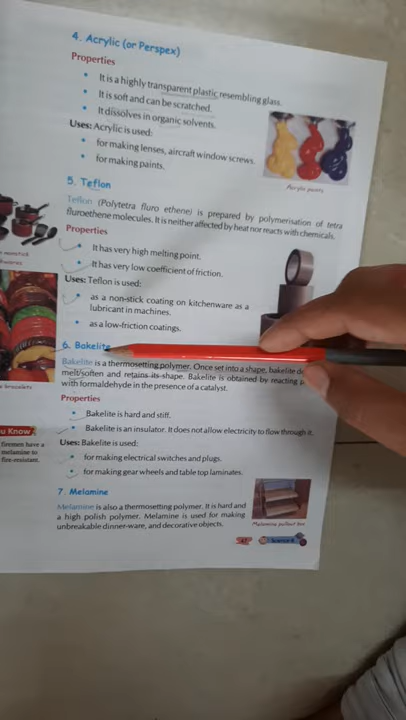 4. Acrylic (or Perspex)
Properties
• It is a highly transparent plastic resembling glass.
• It is soft and can be scratched.
• It dissolves in organic solvents.
Uses: Acrylic is used:
• for making lenses, aircraft window screws.
• for making paints.
Acrylic paints
5. Teflon
Teflon (Polytetra fluro ethene) is prepared by polymerisation of tetra
fluroethene molecules. It is neither affected by heat nor reacts with chemicals.
Properties
• It has very high melting point.
• It has very low coefficient of friction.
Uses: Teflon is used:
• as a non-stick coating on kitchenware as a
lubricant in machines.
• as a low-friction coatings.
6. Bakelite
Bakelite is a thermosetting polymer. Once set into a shape, bakelite do
melt/soften and retains its shape. Bakelite is obtained by reacting
with formaldehyde in the presence of a catalyst.
Properties
• Bakelite is hard and stiff.
• Bakelite is an insulator. It does not allow electricity to flow through it.
Uses: Bakelite is used:
• for making electrical switches and plugs.
• for making gear wheels and table top laminates.
7. Melamine
Melamine is also a thermosetting polymer. It is hard and
a high polish polymer. Melamine is used for making
unbreakable dinner-ware, and decorative objects.
nonstick
bracelets
u Know
firemen have a
melamine to
fire-resistant.
47
Science-8